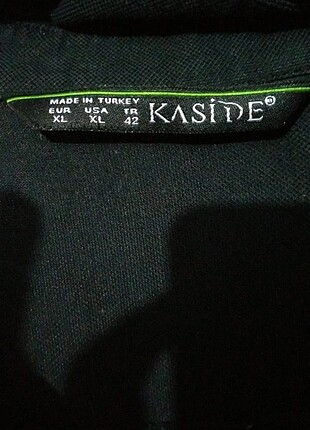 MADE IN TURKEY
EUR USA TR
XL XL 42
KASİDE®